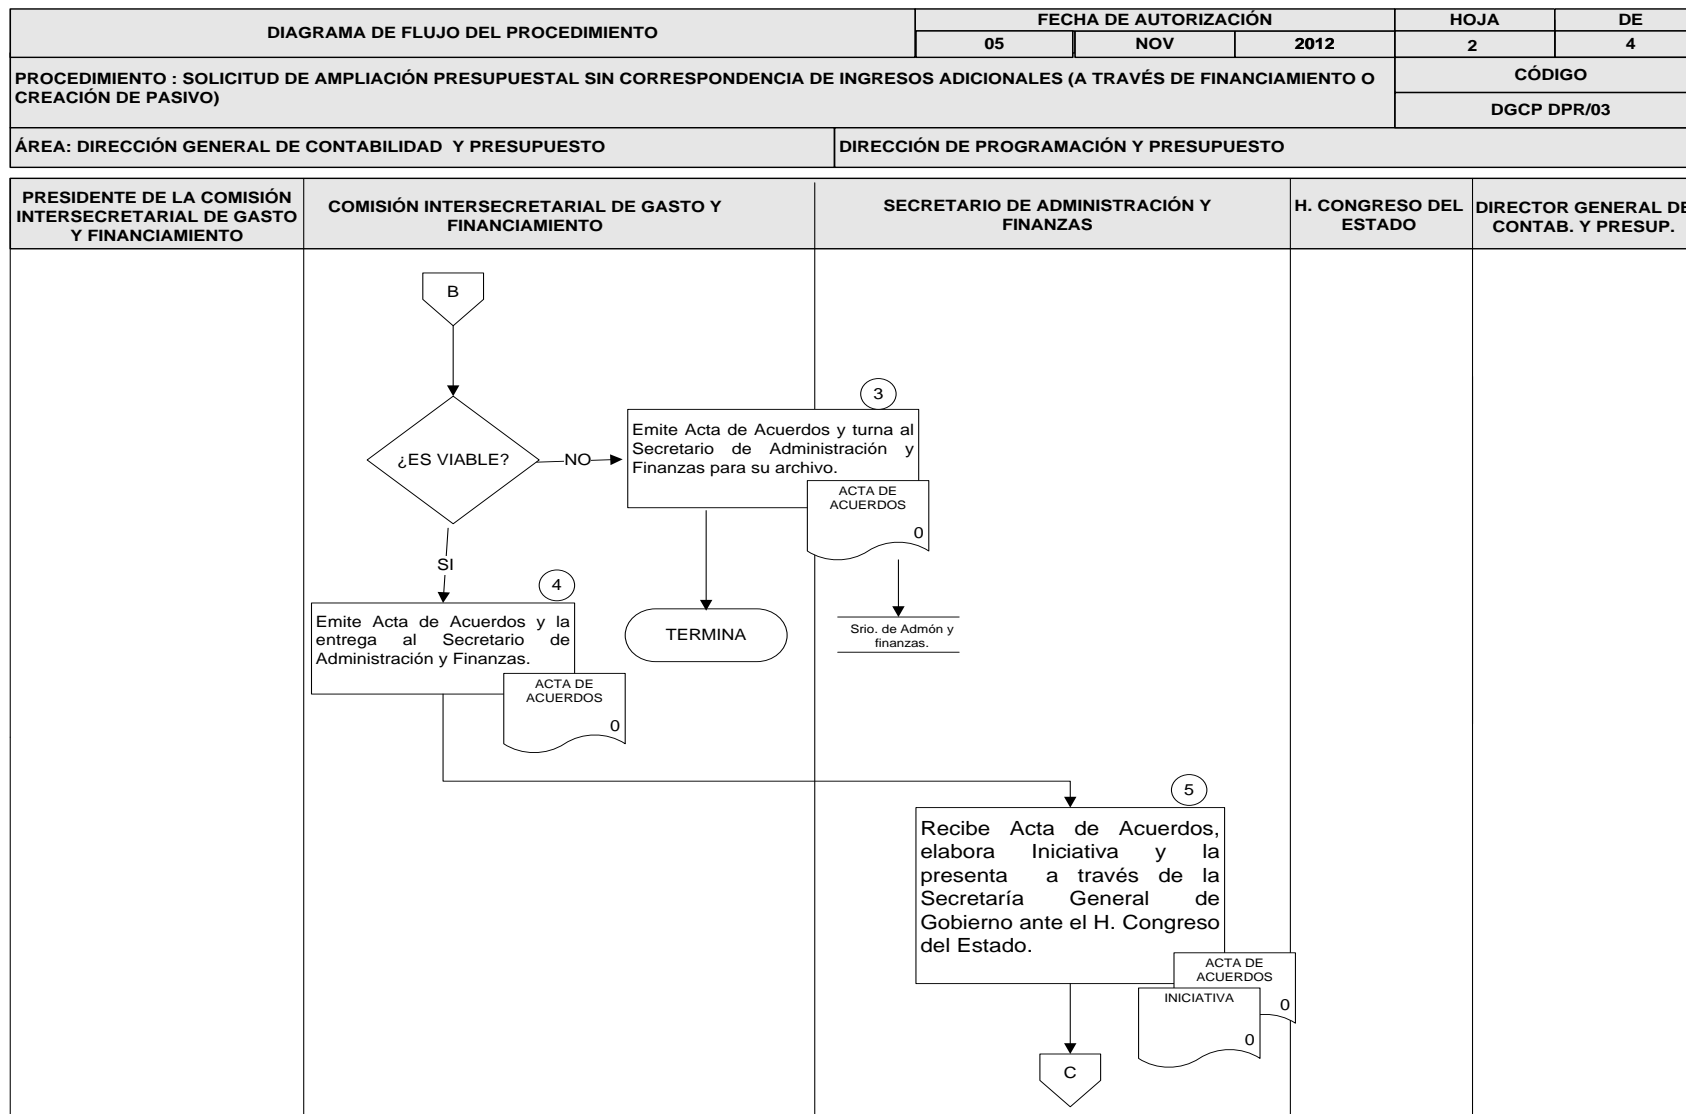 DIAGRAMA DE FLUJO DEL PROCEDIMIENTO
FECHA DE AUTORIZACIÓN
HOJA
DE
05
NOV
2012
2
4
PROCEDIMIENTO : SOLICITUD DE AMPLIACIÓN PRESUPUESTAL SIN CORRESPONDENCIA DE INGRESOS ADICIONALES (A TRAVÉS DE FINANCIAMIENTO O
CREACIÓN DE PASIVO)
CÓDIGO
DGCP DPR/03
ÁREA: DIRECCIÓN GENERAL DE CONTABILIDAD Y PRESUPUESTO
DIRECCIÓN DE PROGRAMACIÓN Y PRESUPUESTO
PRESIDENTE DE LA COMISIÓN
INTERSECRETARIAL DE GASTO
Y FINANCIAMIENTO
COMISIÓN INTERSECRETARIAL DE GASTO Y
FINANCIAMIENTO
SECRETARIO DE ADMINISTRACIÓN Y
FINANZAS
H. CONGRESO DEL
ESTADO
DIRECTOR GENERAL DE
CONTAB. Y PRESUP.
B
¿ES VIABLE?
NO
3
Emite Acta de Acuerdos y turna al
Secretario de Administración y
Finanzas para su archivo.
ACTA DE
ACUERDOS
0
SI
4
Emite Acta de Acuerdos y la
entrega al Secretario de
Administración y Finanzas.
ACTA DE
ACUERDOS
0
TERMINA
Srio. de Admón y
finanzas.
5
Recibe Acta de Acuerdos,
elabora Iniciativa y la
presenta a través de la
Secretaría General de
Gobierno ante el H. Congreso
del Estado.
ACTA DE
ACUERDOS
0
INICIATIVA
0
C